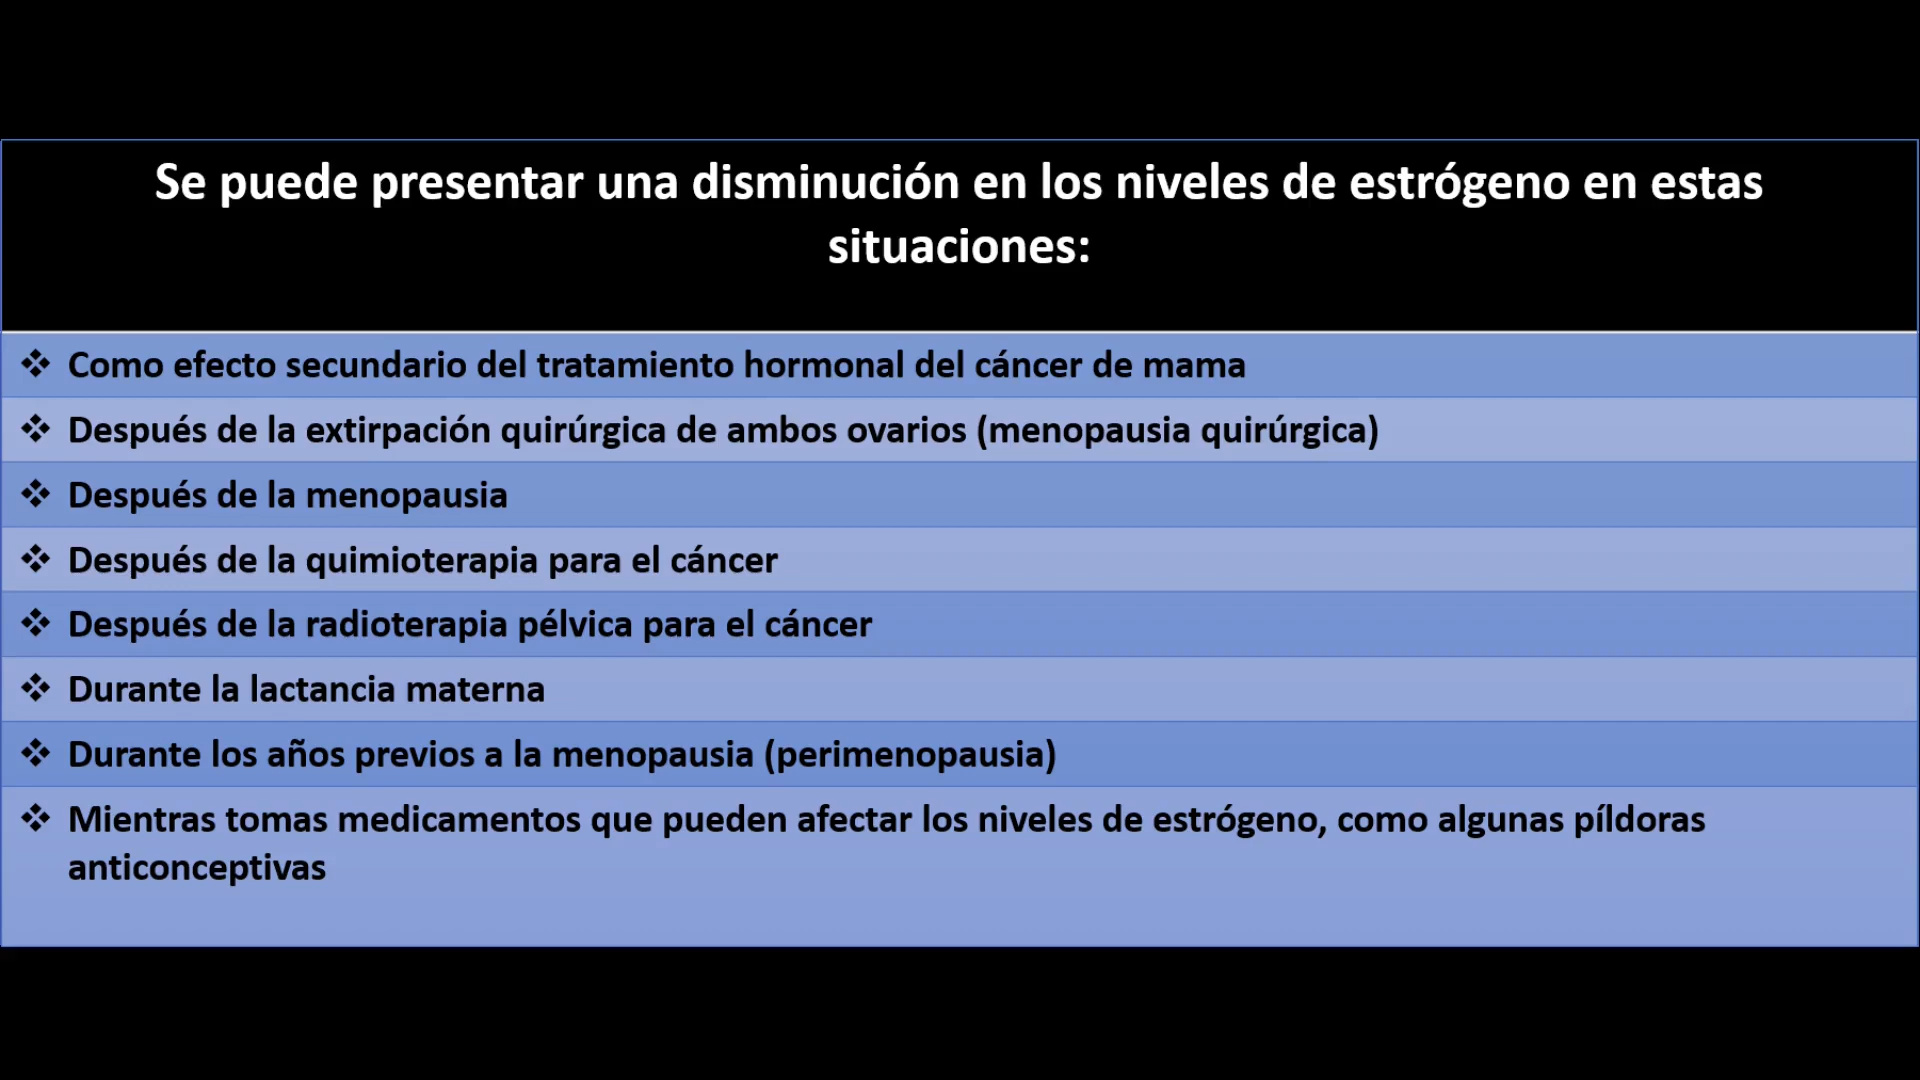 Se puede presentar una disminución en los niveles de estrógeno en estas
situaciones:
❖ Como efecto secundario del tratamiento hormonal del cáncer de mama
❖ Después de la extirpación quirúrgica de ambos ovarios (menopausia quirúrgica)
❖ Después de la menopausia
❖ Después de la quimioterapia para el cáncer
❖ Después de la radioterapia pélvica para el cáncer
❖ Durante la lactancia materna
❖ Durante los años previos a la menopausia (perimenopausia)
❖ Mientras tomas medicamentos que pueden afectar los niveles de estrógeno, como algunas píldoras
anticonceptivas